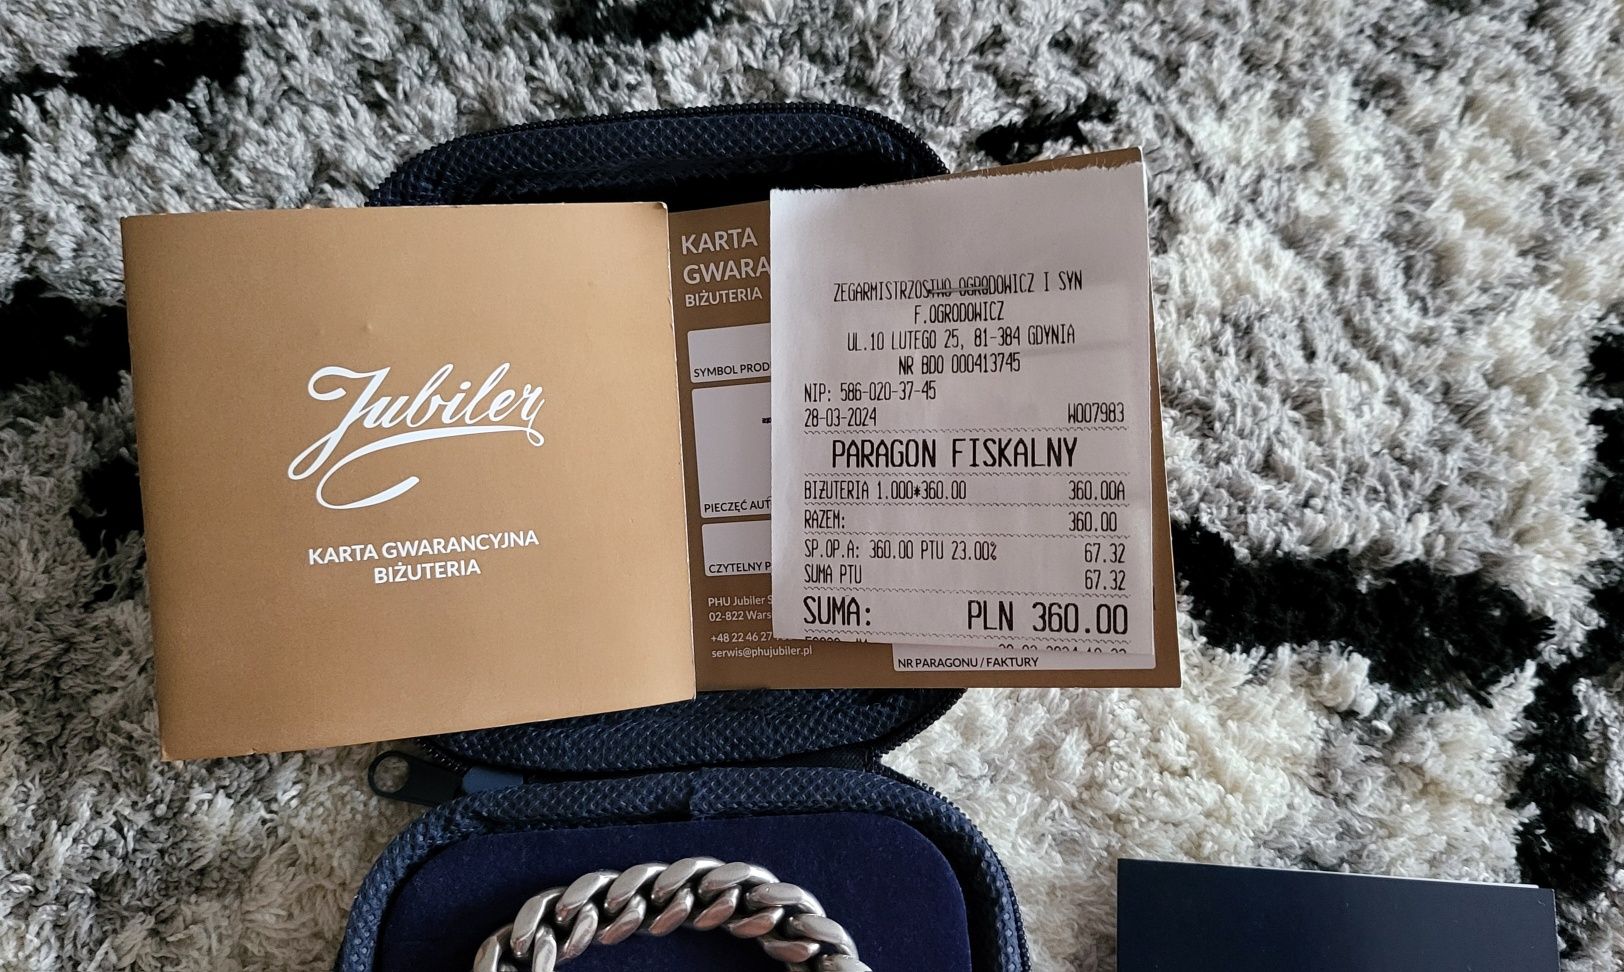 Jubiler
KARTA GWARANCYJNA
BIŻUTERIA
KARTA
GWARA
BIŻUTERIA
SYMBOL PROD
PIECZĘĆ AUT
CZYTELNY P
PHU Jubiler S
02-822 Wars
+48 22 46 27
serwis@phujubiler.pl
NR PARAGONU / FAKTURY
ZEGARMISTRZOSTWO OGRODOWICZ I SYN
F.OGRODOWICZ
UL.10 LUTEGO 25, 81-384 GDYNIA
NR BDO 000413745
NIP: 586-020-37-45
28-03-2024 W007983
PARAGON FISKALNY
BIŻUTERIA 1.000*360.00 360.00A
RAZEM: 360.00
SP.OP.A: 360.00 PTU 23.00% 67.32
SUMA PTU 67.32
SUMA: PLN 360.00